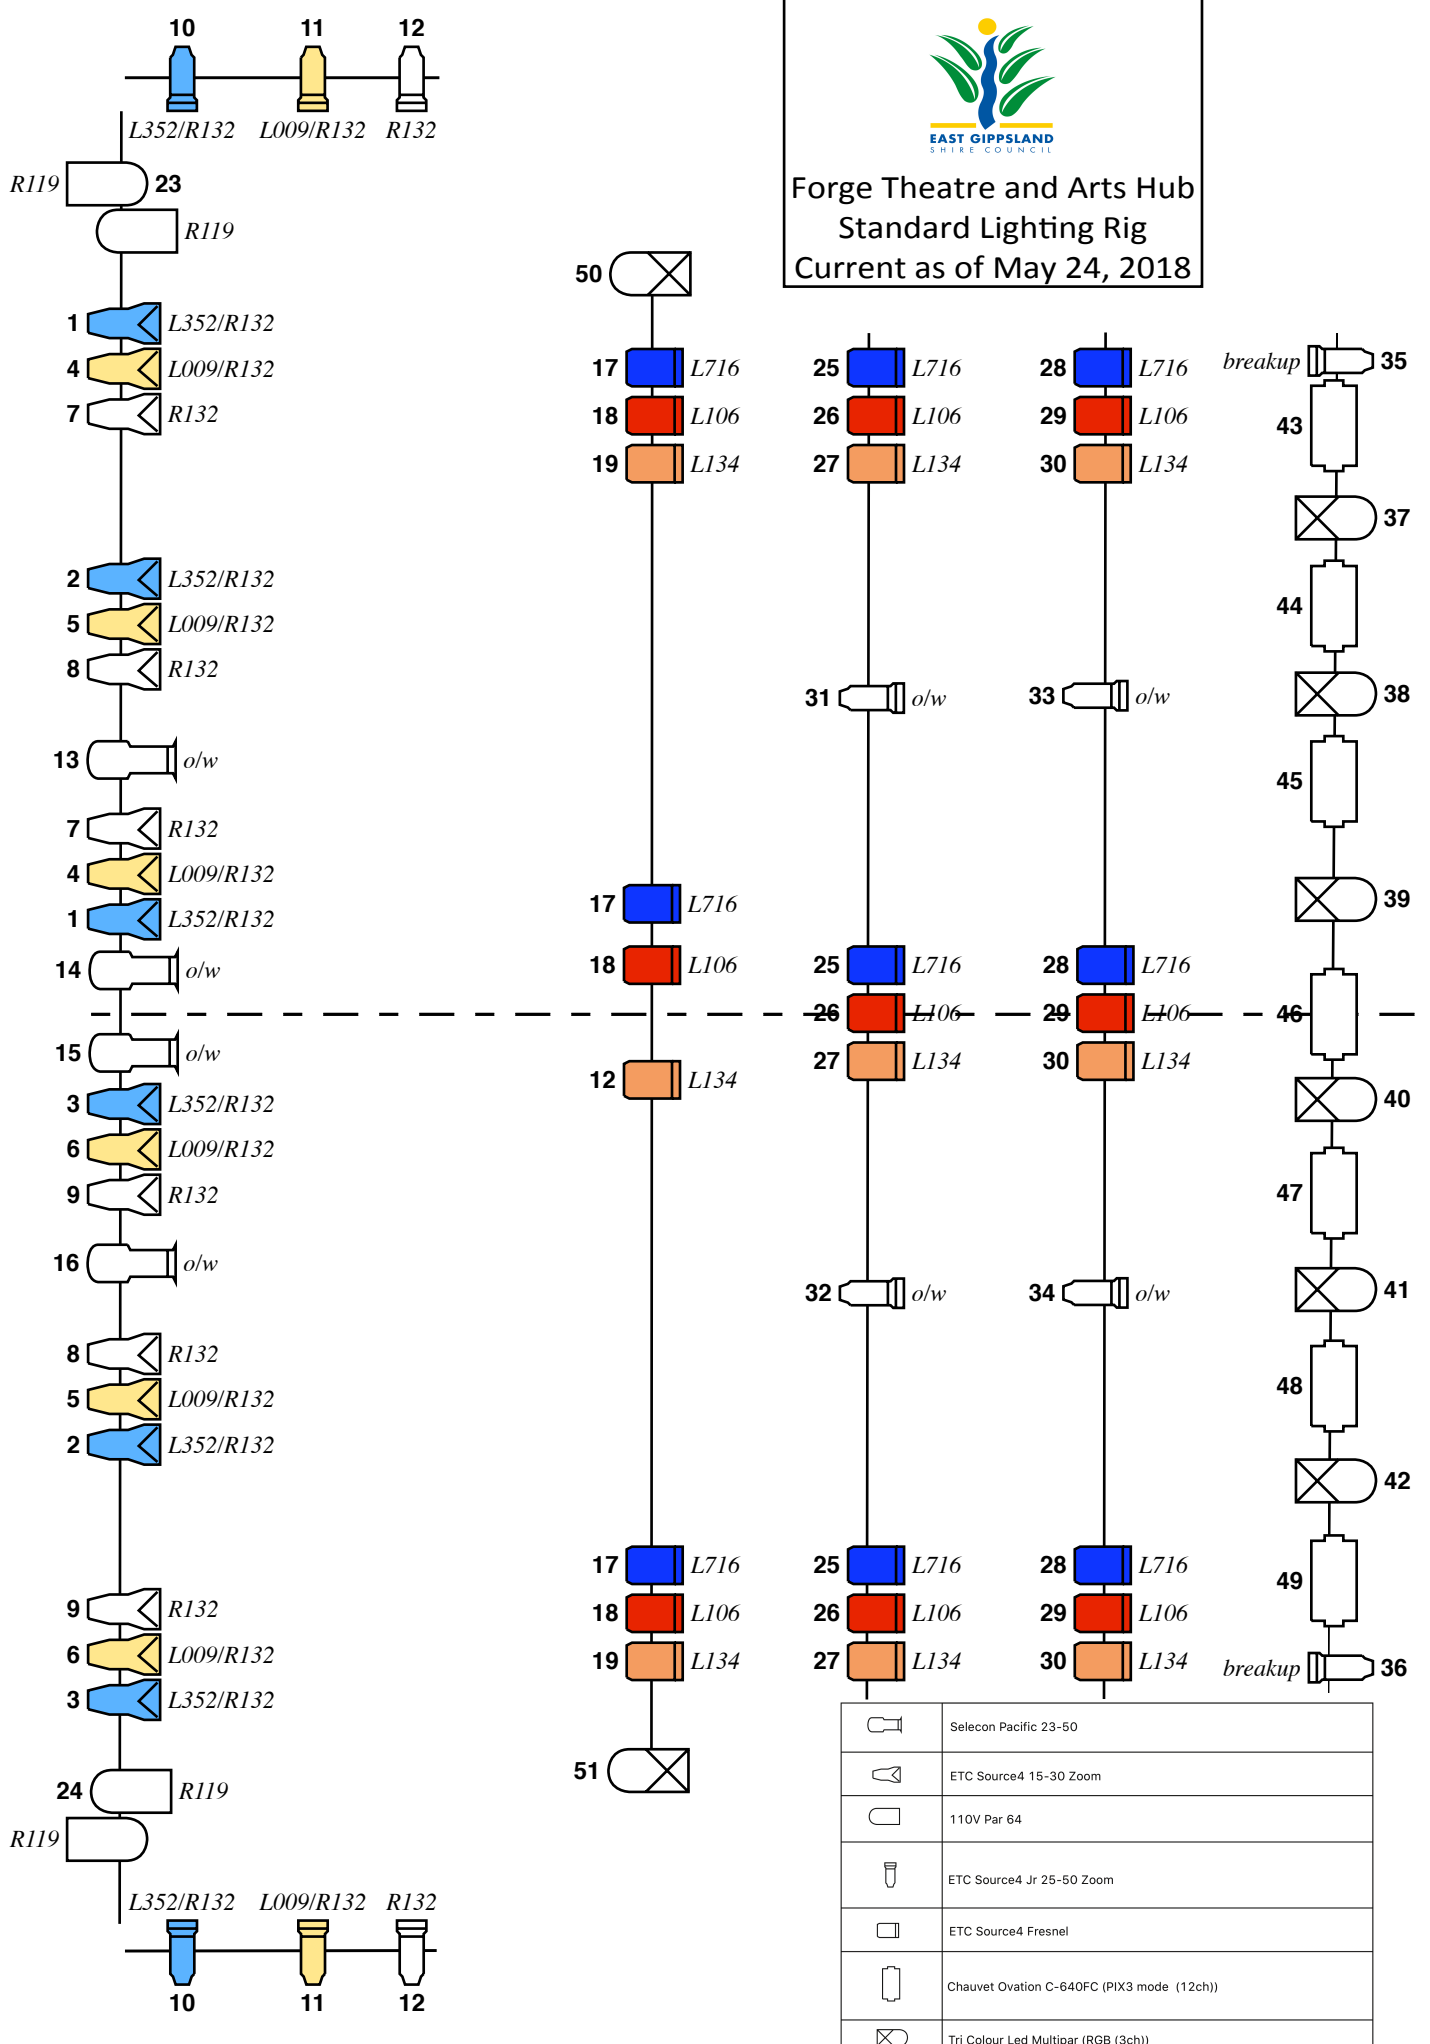 10 11 12
L352/R132 L009/R132 R132
EAST GIPPSLAND
SHIRE COUNCIL
Forge Theatre and Arts Hub
Standard Lighting Rig
Current as of May 24, 2018
R119 23
R119
1 L352/R132
4 L009/R132
7 R132
2 L352/R132
5 L009/R132
8 R132
13 o/w
7 R132
4 L009/R132
1 L352/R132
14 o/w
15 o/w
3 L352/R132
6 L009/R132
9 R132
16 o/w
8 R132
5 L009/R132
2 L352/R132
9 R132
6 L009/R132
3 L352/R132
24 R119
R119
L352/R132 L009/R132 R132
10 11 12
50
17 L716
18 L106
19 L134
17 L716
18 L106
12 L134
17 L716
18 L106
19 L134
51
25 L716
26 L106
27 L134
31 o/w
25 L716
26 L106
27 L134
32 o/w
25 L716
26 L106
27 L134
28 L716
29 L106
30 L134
33 o/w
28 L716
29 L106
30 L134
34 o/w
28 L716
29 L106
30 L134
breakup 35
43
37
44
38
45
39
46
40
47
41
48
42
49
breakup 36
Selecon Pacific 23-50
ETC Source4 15-30 Zoom
110V Par 64
ETC Source4 Jr 25-50 Zoom
ETC Source4 Fresnel
Chauvet Ovation C-640FC (PIX3 mode (12ch))
Tri Colour Led Multipar (RGB (3ch))